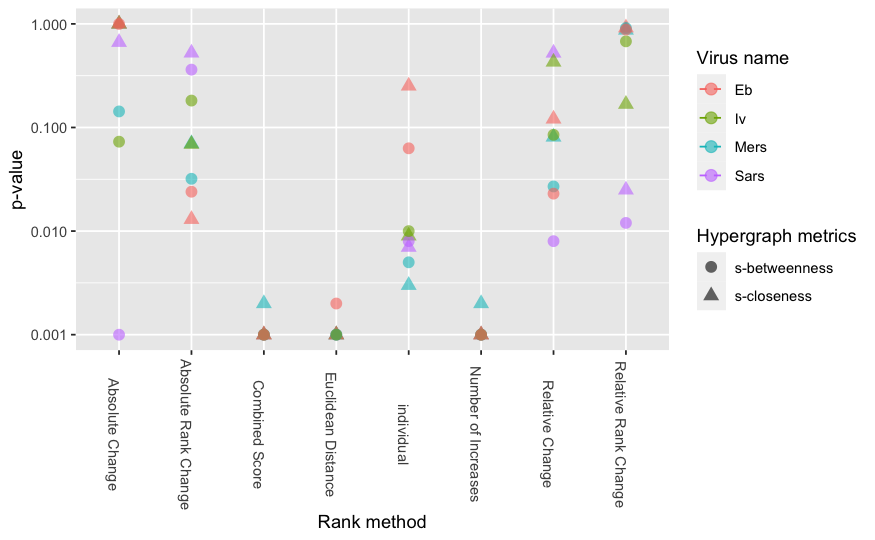 1.000
0.100
0.010
0.001
p-value
Absolute Change
Absolute Rank Change
Combined Score
Euclidean Distance
individual
Number of Increases
Relative Change
Relative Rank Change
Rank method
Virus name
Eb
Iv
Mers
Sars
Hypergraph metrics
s-betweenness
s-closeness